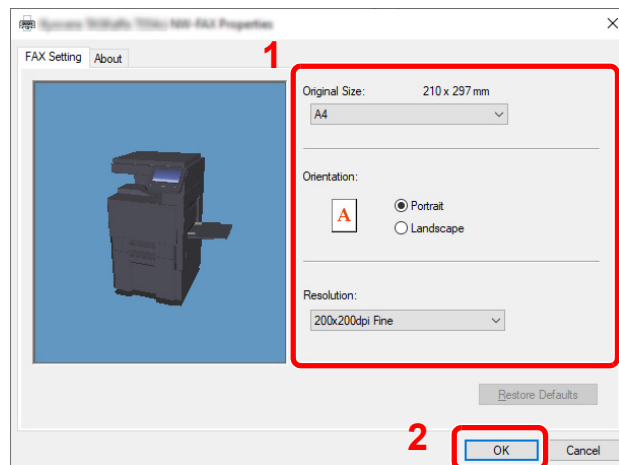 NW-FAX Properties
FAX Setting
About
1
Original Size: 210 x 297 mm
A4
Orientation:
A
Portrait
Landscape
Resolution:
200x200dpi Fine
Restore Defaults
2
OK
Cancel